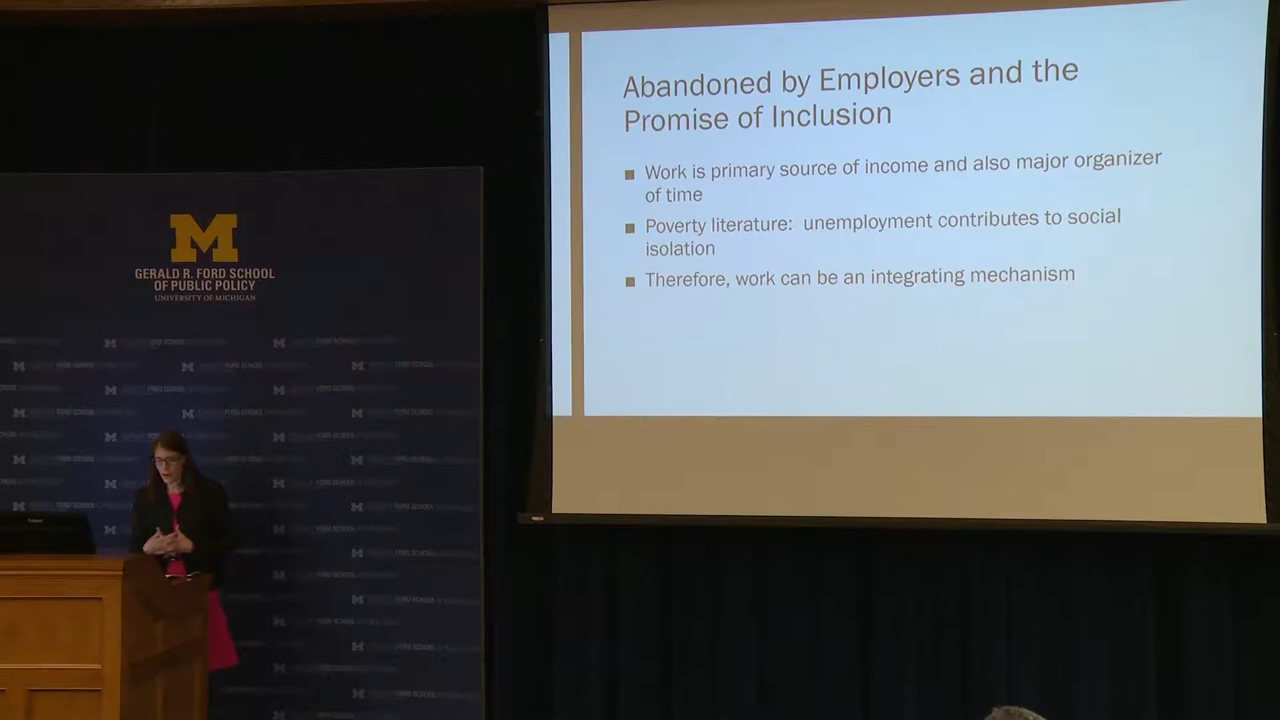 Abandoned by Employers and the
Promise of Inclusion
Work is primary source of income and also major organizer
of time
Poverty literature: unemployment contributes to social
isolation
Therefore, work can be an integrating mechanism
M
GERALD R. FORD SCHOOL
OF PUBLIC POLICY
UNIVERSITY OF MICHIGAN